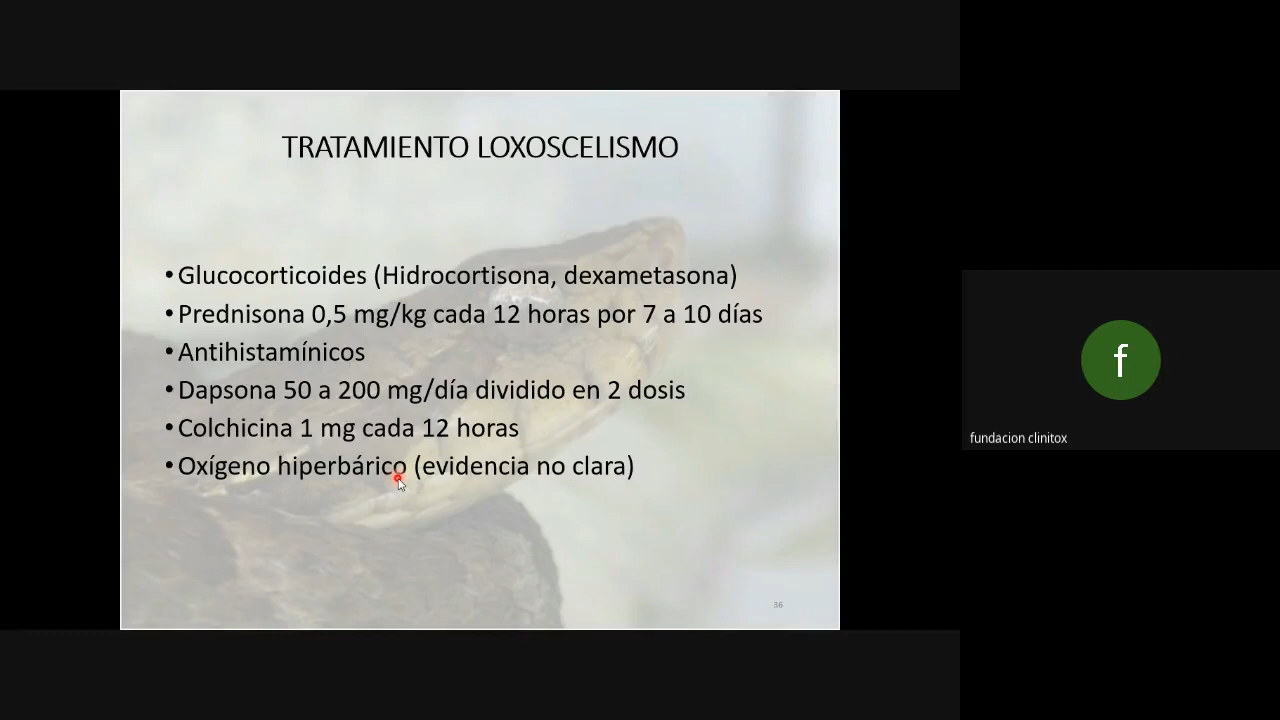 TRATAMIENTO LOXOSCELISMO
•Glucocorticoides (Hidrocortisona, dexametasona)
•Prednisona 0,5 mg/kg cada 12 horas por 7 a 10 días
•Antihistamínicos
•Dapsona 50 a 200 mg/día dividido en 2 dosis
•Colchicina 1 mg cada 12 horas
•Oxígeno hiperbárico (evidencia no clara)
36
f
fundacion clinitox